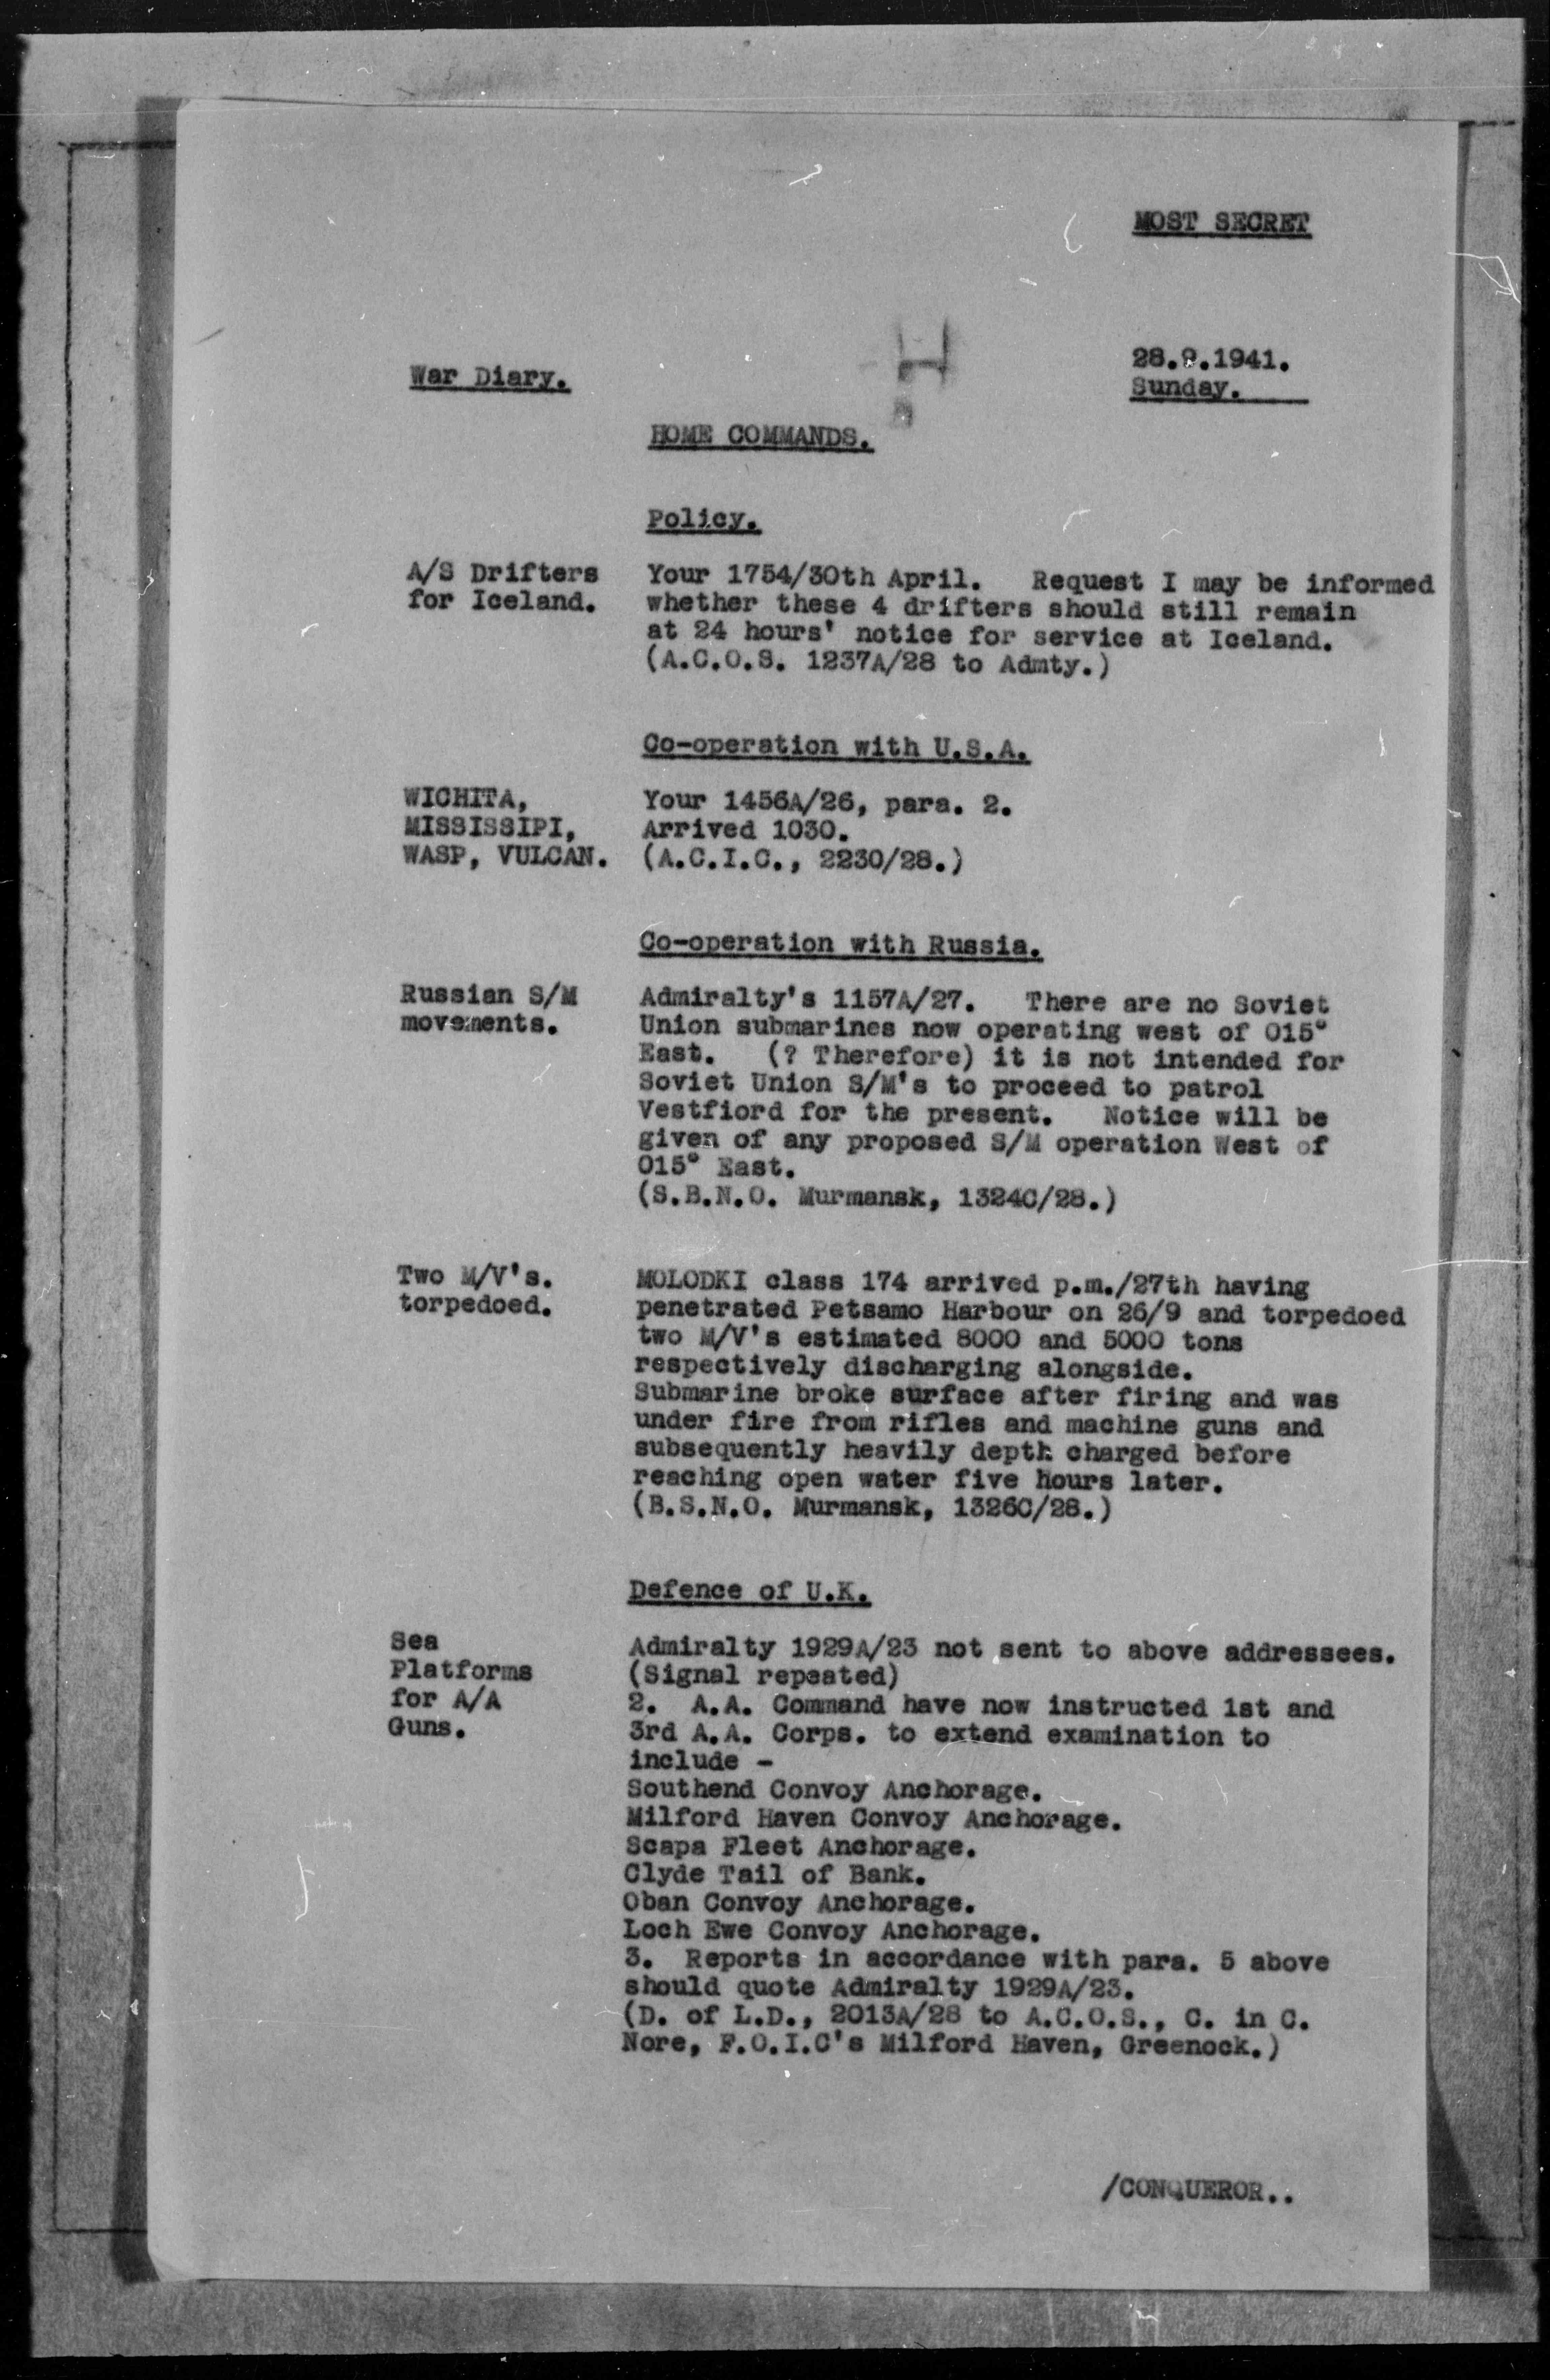 MOST SECRET
H
28.9.1941.
War Diary.
Sunday.
HOME COMMANDS.
Policy.
A/S Drifters
for Iceland.
Your 1754/30th April. Request I may be informed
whether these 4 drifters should still remain
at 24 hours' notice for service at Iceland.
(A.C.O.S. 1237A/28 to Admty.)
Co-operation with U.S.A.
WICHITA,
MISSISSIPI,
WASP, VULCAN.
Your 1456A/26, para. 2.
Arrived 1030.
(A.C.I.C., 2230/28.)
Co-operation with Russia.
Russian S/M
movements.
Admiralty's 1157A/27. There are no Soviet
Union submarines now operating west of 015°
East. (? Therefore) it is not intended for
Soviet Union S/M's to proceed to patrol
Vestfiord for the present. Notice will be
given of any proposed S/M operation West of
015° East.
(S.B.N.O. Murmansk, 1324C/28.)
Two M/V's.
torpedoed.
MOLODKI class 174 arrived p.m./27th having
penetrated Petsamo Harbour on 26/9 and torpedoed
two M/V's estimated 8000 and 5000 tons
respectively discharging alongside.
Submarine broke surface after firing and was
under fire from rifles and machine guns and
subsequently heavily depth charged before
reaching open water five hours later.
(B.S.N.O. Murmansk, 1326C/28.)
Defence of U.K.
Sea
Platforms
for A/A
Guns.
Admiralty 1929A/23 not sent to above addressees.
(Signal repeated)
2. A.A. Command have now instructed 1st and
3rd A.A. Corps. to extend examination to
include -
Southend Convoy Anchorage.
Milford Haven Convoy Anchorage.
Scapa Fleet Anchorage.
Clyde Tail of Bank.
Oban Convoy Anchorage.
Loch Ewe Convoy Anchorage.
3. Reports in accordance with para. 5 above
should quote Admiralty 1929A/23.
(D. of L.D., 2013A/28 to A.C.O.S., C. in C.
Nore, F.O.I.C's Milford Haven, Greenock.)
/CONQUEROR..